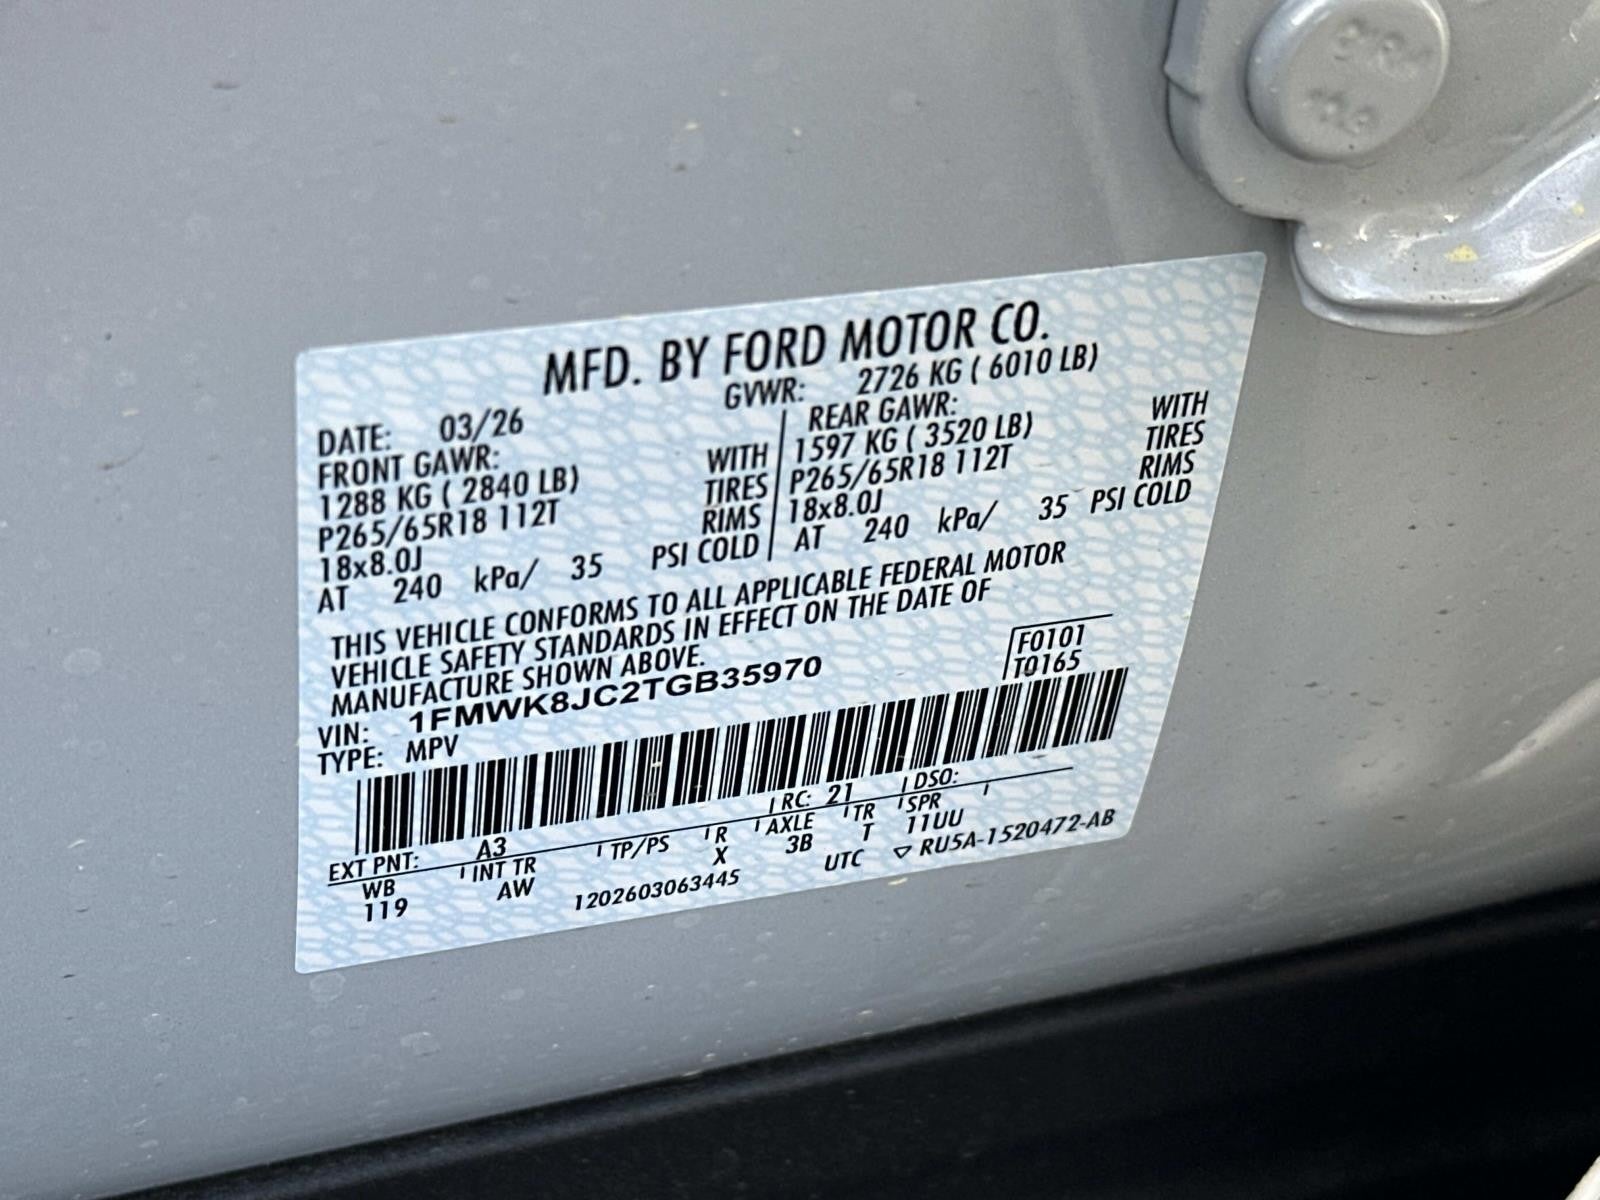 MFD. BY FORD MOTOR CO.
DATE: 03/26 GVWR: 2726 KG ( 6010 LB)
FRONT GAWR: REAR GAWR:
1288 KG ( 2840 LB) WITH 1597 KG ( 3520 LB) WITH
P265/65R18 112T TIRES P265/65R18 112T TIRES
18x8.0J RIMS 18x8.0J RIMS
AT 240 kPa/ 35 PSI COLD AT 240 kPa/ 35 PSI COLD
THIS VEHICLE CONFORMS TO ALL APPLICABLE FEDERAL MOTOR
VEHICLE SAFETY STANDARDS IN EFFECT ON THE DATE OF
MANUFACTURE SHOWN ABOVE.
F0101
VIN: 1FMWK8JC2TGB35970 T0165
TYPE: MPV
EXT PNT: A3 RC: 21 DSO:
WB INT TR TP/PS R AXLE TR SPR
119 AW X 3B T 11UU
1202603063445 UTC ▽ RU5A-1520472-AB